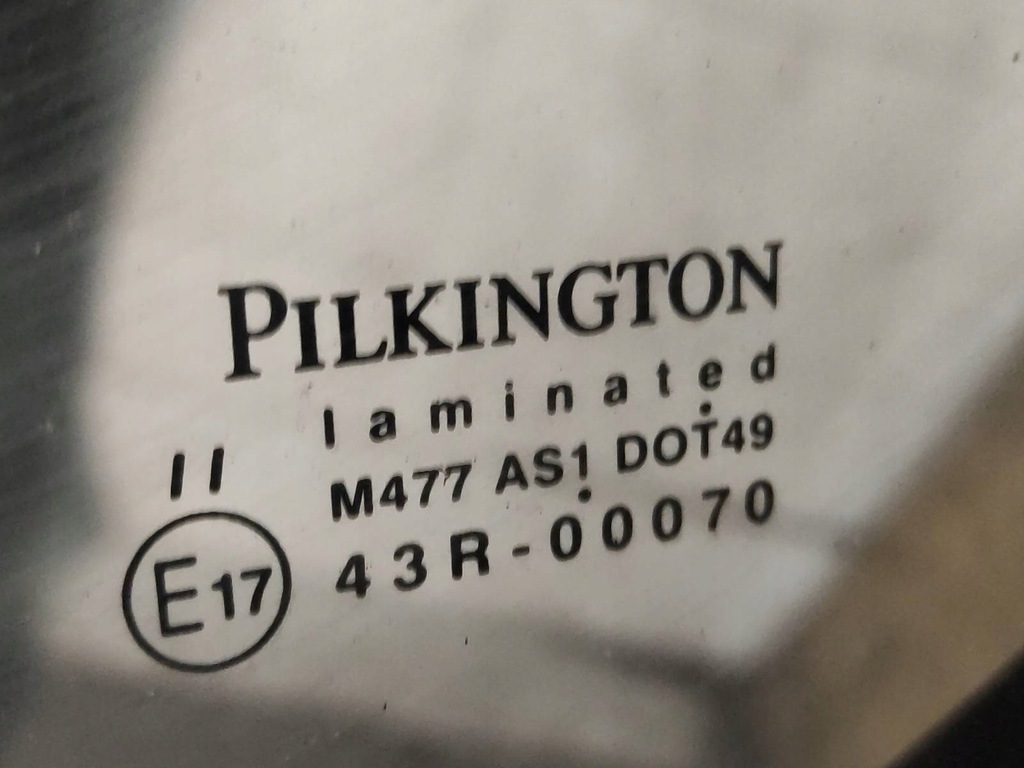 PILKINGTON
laminated
II
M477 AS1 DOT49
E17
43R-00070